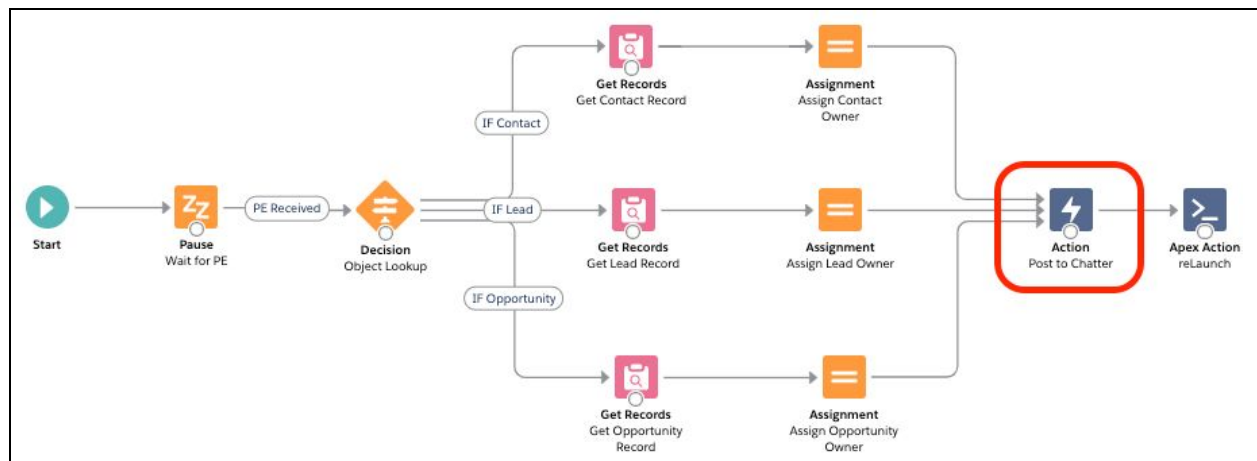 Get Records
Get Contact Record
Assignment
Assign Contact
Owner
IF Contact
Start
ZZ
Pause
Wait for PE
PE Received
Decision
Object Lookup
IF Lead
Get Records
Get Lead Record
Assignment
Assign Lead Owner
Action
Post to Chatter
Apex Action
reLaunch
IF Opportunity
Get Records
Get Opportunity
Record
Assignment
Assign Opportunity
Owner